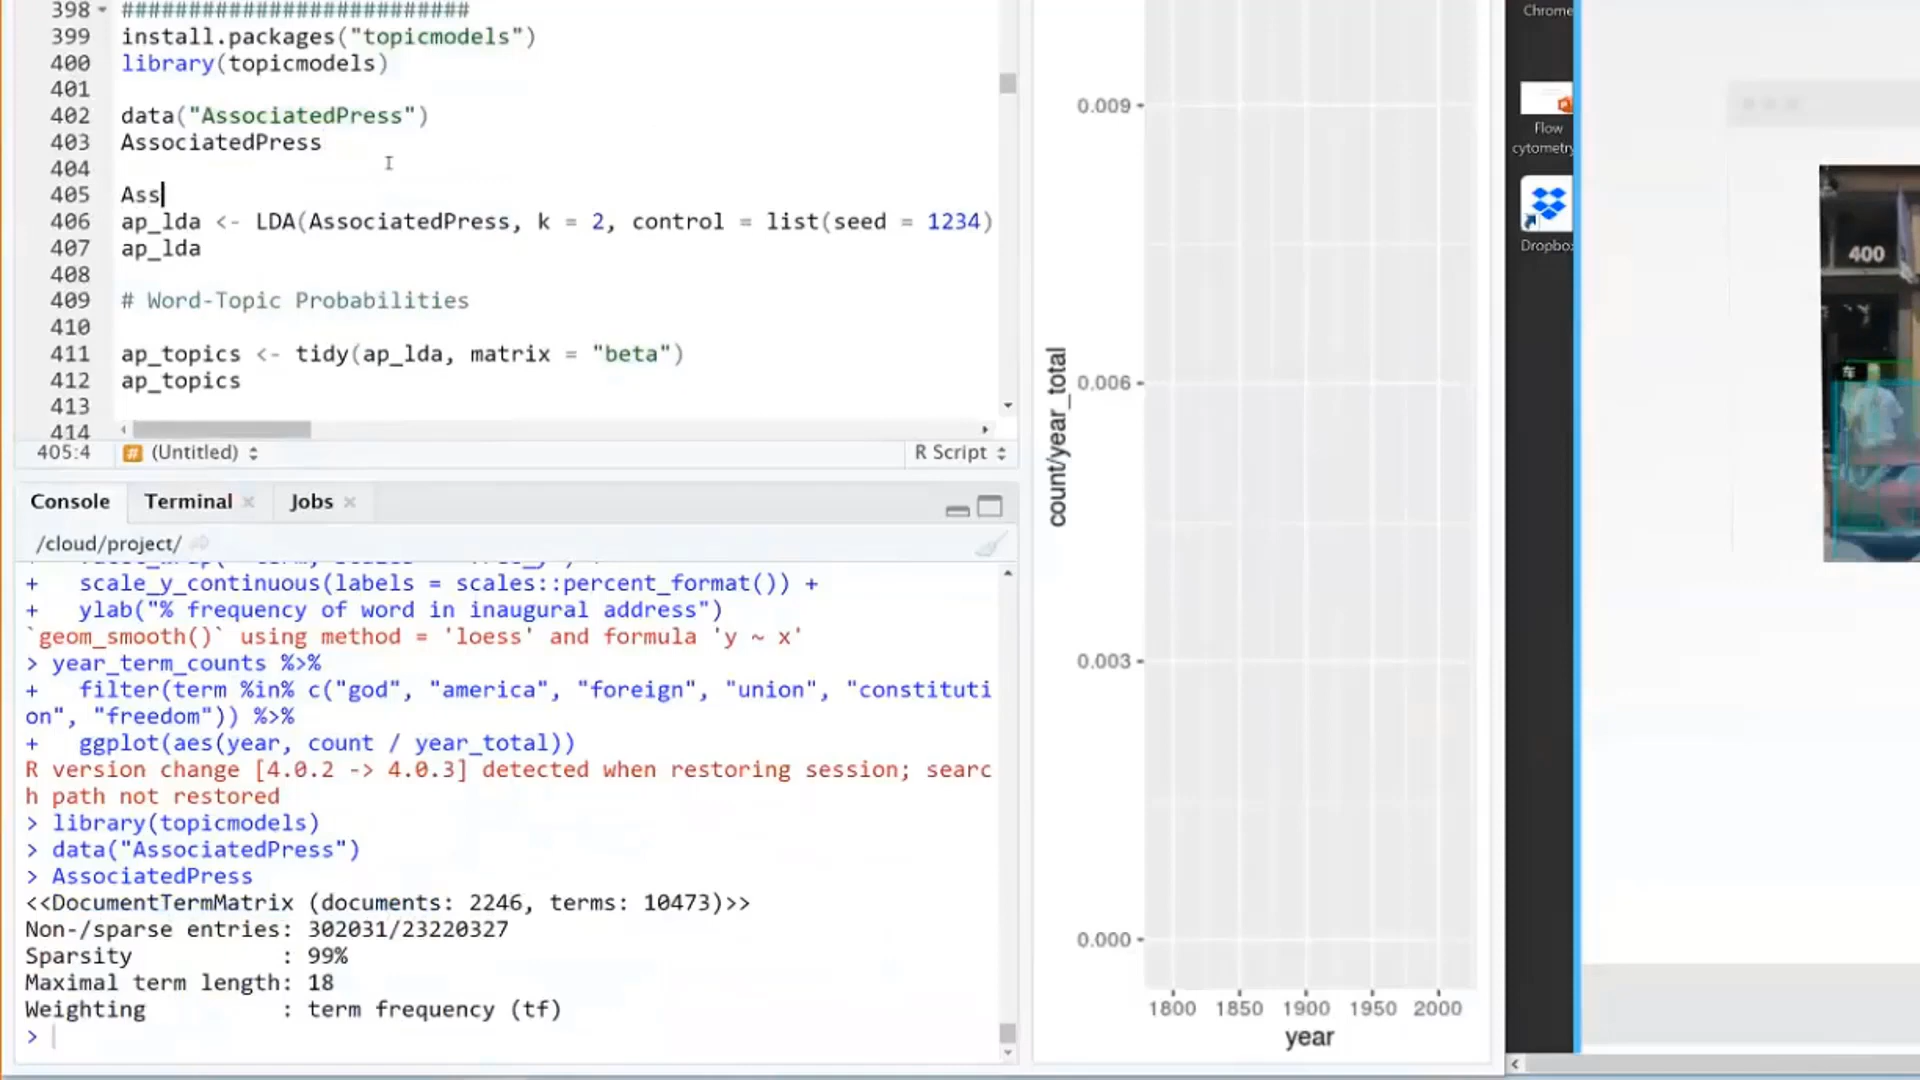 398 #########################
399 install.packages("topicmodels")
400 library(topicmodels)
401
402 data("AssociatedPress")
403 AssociatedPress
404
405 Ass
406 ap_lda <- LDA(AssociatedPress, k = 2, control = list(seed = 1234)
407 ap_lda
408
409 # Word-Topic Probabilities
410
411 ap_topics <- tidy(ap_lda, matrix = "beta")
412 ap_topics
413
414
405:4 # (Untitled) R Script
Console Terminal Jobs
/cloud/project/
+   scale_y_continuous(labels = scales::percent_format()) +
+   ylab("% frequency of word in inaugural address")
`geom_smooth()` using method = 'loess' and formula 'y ~ x'
> year_term_counts %>%
+   filter(term %in% c("god", "america", "foreign", "union", "constituti
on", "freedom")) %>%
+   ggplot(aes(year, count / year_total))
R version change [4.0.2 -> 4.0.3] detected when restoring session; searc
h path not restored
> library(topicmodels)
> data("AssociatedPress")
> AssociatedPress
<<DocumentTermMatrix (documents: 2246, terms: 10473)>>
Non-/sparse entries: 302031/23220327
Sparsity           : 99%
Maximal term length: 18
Weighting          : term frequency (tf)
>
0.009
0.006
0.003
0.000
count/year_total
1800 1850 1900 1950 2000
year
Chrome
Flow
cytometry
Dropbox
400
车